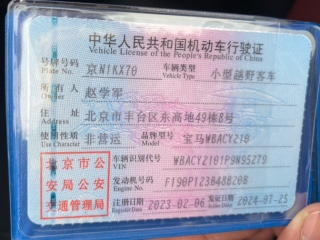 中华人民共和国机动车行驶证
Vehicle License of the People's Republic of China
号牌号码 京N1KX70 车辆类型 小型越野客车
Plate No. Vehicle Type
所有人 赵学军
Owner
住址 北京市丰台区东高地49栋8号
Address
使用性质 非营运 品牌型号 宝马WBACY210
Use Character Model
北京市公安局公安交通管理局
车辆识别代号 WBACY2101P9N95279
VIN
发动机号码 F190P123B48B20B
Engine No.
注册日期 2023-02-06 发证日期 2024-07-25
Register Date Issue Date